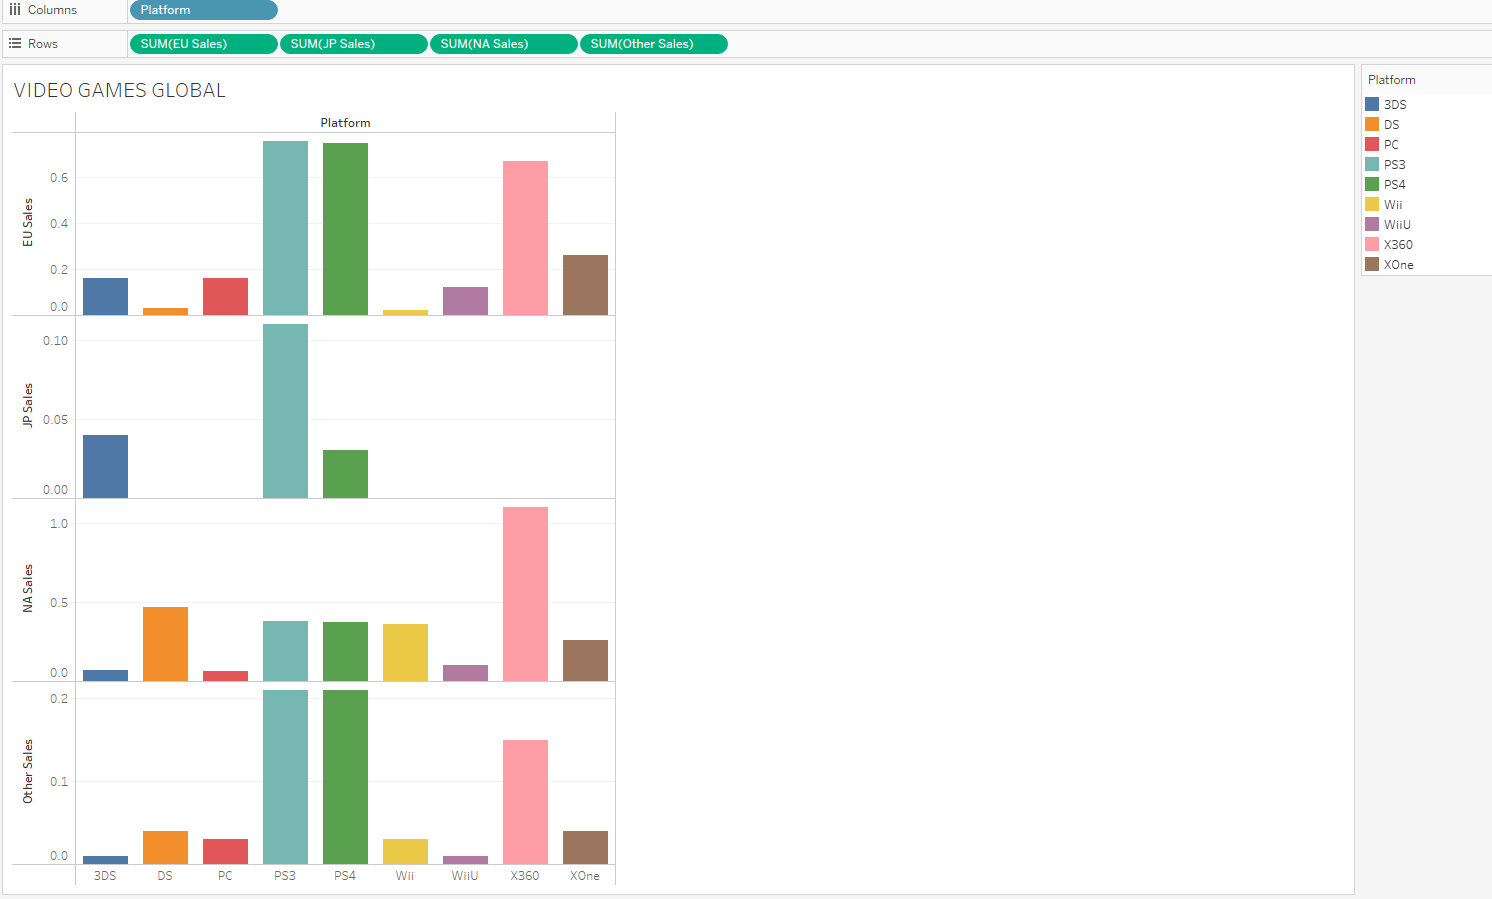 Columns
Platform
Rows
SUM(EU Sales)
SUM(JP Sales)
SUM(NA Sales)
SUM(Other Sales)
VIDEO GAMES GLOBAL
Platform
EU Sales
0.6
0.4
0.2
0.0
JP Sales
0.10
0.05
0.00
NA Sales
1.0
0.5
0.0
Other Sales
0.2
0.1
0.0
3DS
DS
PC
PS3
PS4
Wii
WiiU
X360
XOne
Platform
3DS
DS
PC
PS3
PS4
Wii
WiiU
X360
XOne